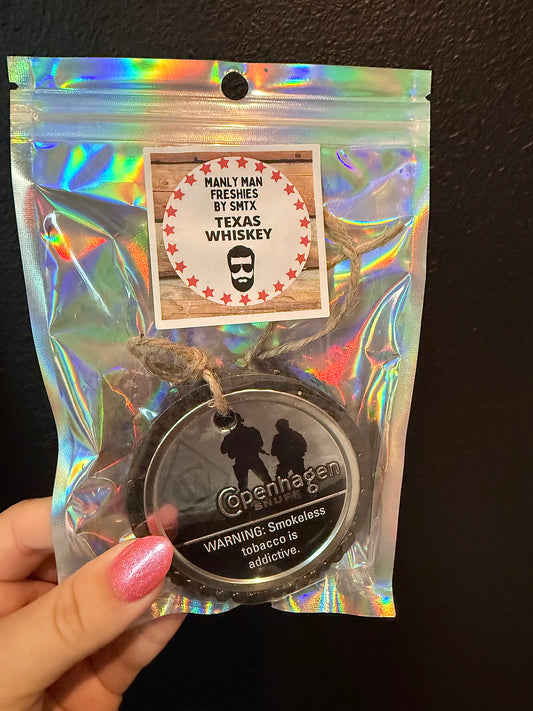 MANLY MAN
FRESHIES
BY SMTX
TEXAS
WHISKEY
Copenhagen
SNUFF
WARNING: Smokeless
tobacco is
addictive.